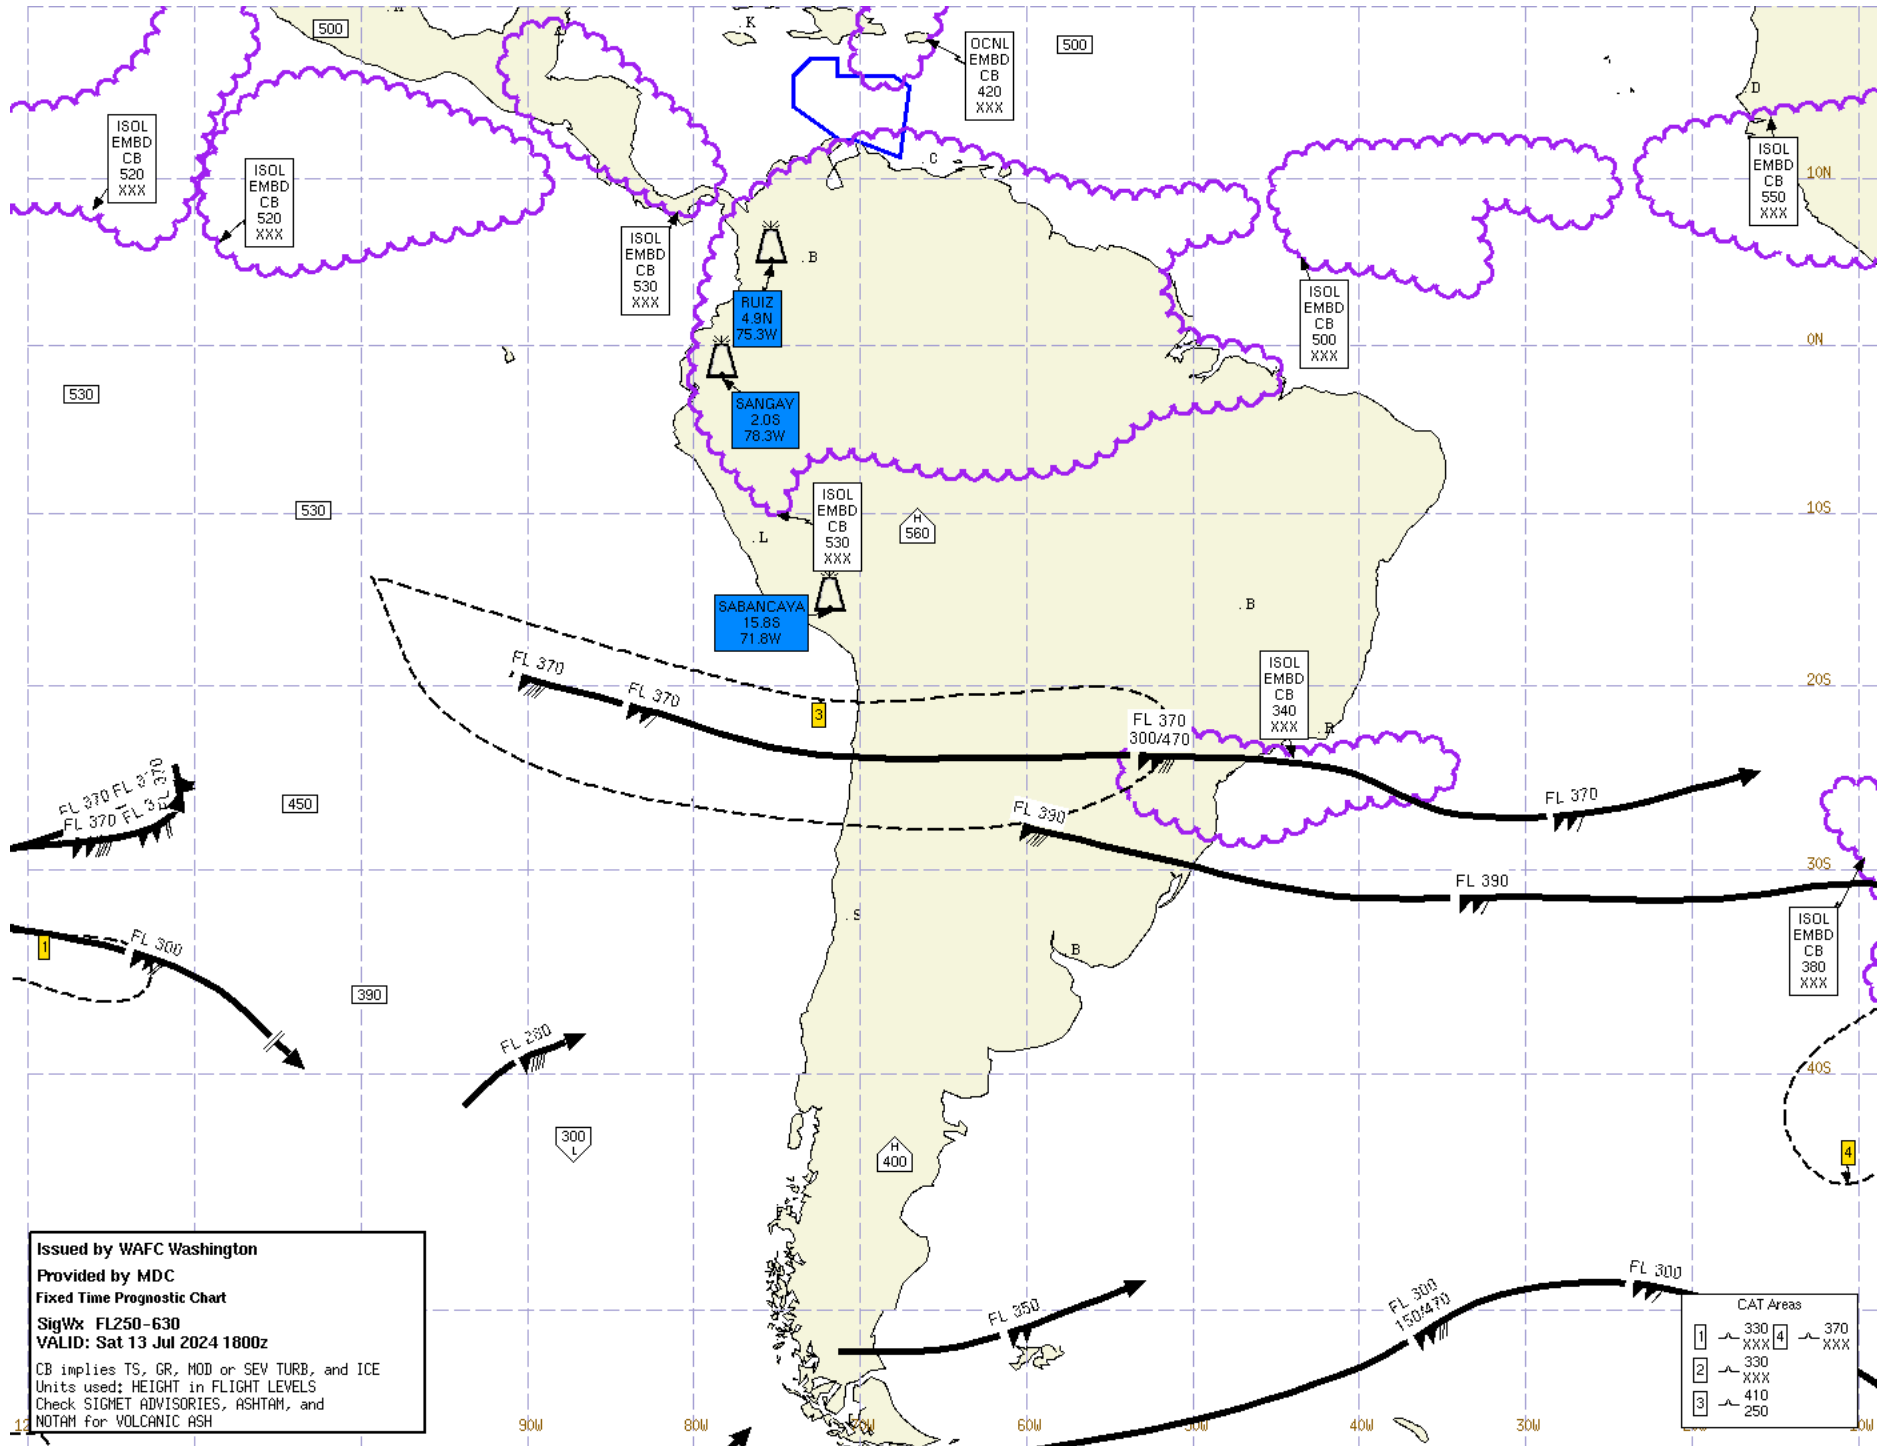 K
500
500
OCNL
EMBD
CB
420
XXX
D
ISOL
EMBD
CB
520
XXX
ISOL
EMBD
CB
520
XXX
C
ISOL
EMBD
CB
550
XXX
10N
ISOL
EMBD
CB
530
XXX
B
RUIZ
4.9N
75.3W
ISOL
EMBD
CB
500
XXX
0N
530
SANGAY
2.0S
78.3W
530
ISOL
EMBD
CB
530
XXX
H
560
10S
L
SABANCAYA
15.8S
71.8W
B
FL 370
FL 370
3
FL 370
300/470
ISOL
EMBD
CB
340
XXX
R
20S
FL 370
FL 370
FL 370
450
FL 390
FL 370
30S
FL 390
S
B
1
FL 300
390
ISOL
EMBD
CB
380
XXX
FL 280
40S
300
L
H
400
4
Issued by WAFC Washington
Provided by MDC
Fixed Time Prognostic Chart
SigWx FL250-630
VALID: Sat 13 Jul 2024 1800z
CB implies TS, GR, MOD or SEV TURB, and ICE
Units used: HEIGHT in FLIGHT LEVELS
Check SIGMET ADVISORIES, ASHTAM, and
NOTAM for VOLCANIC ASH
FL 350
FL 300
150/470
FL 300
CAT Areas
1 330 XXX
4 370 XXX
2 330 XXX
3 410 250
90W
80W
70W
60W
50W
40W
30W
10W